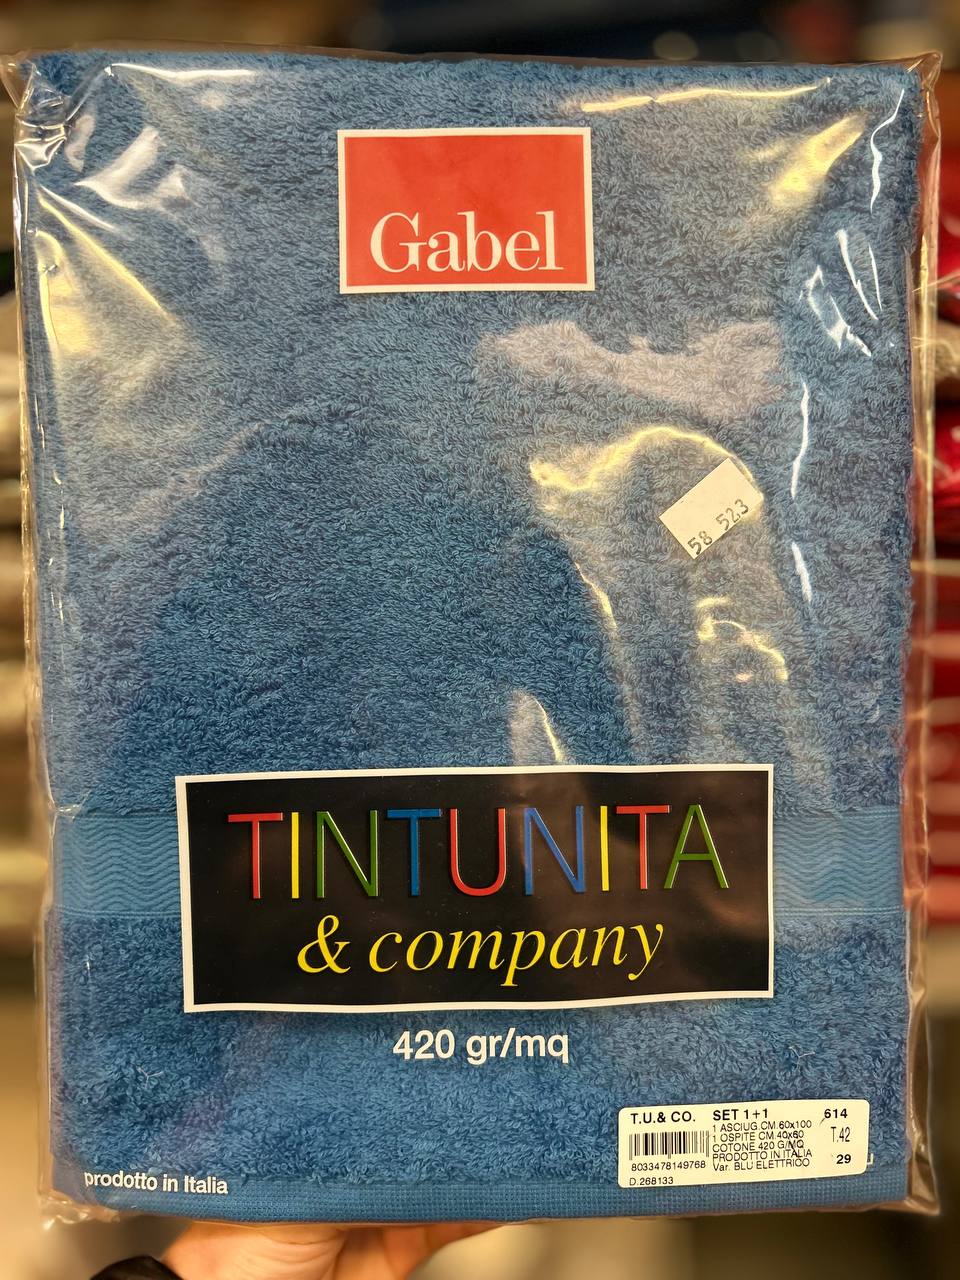 Gabel
58 523
TINTUNITA
& company
420 gr/mq
T.U.& CO. SET 1+1 614
1 ASCIUG.CM.60x100
1 OSPITE CM.40x60 T.42
COTONE 420 G/MQ
PRODOTTO IN ITALIA
Var. BLU ELETTRICO 29
8033478149768
D.268133
prodotto in Italia